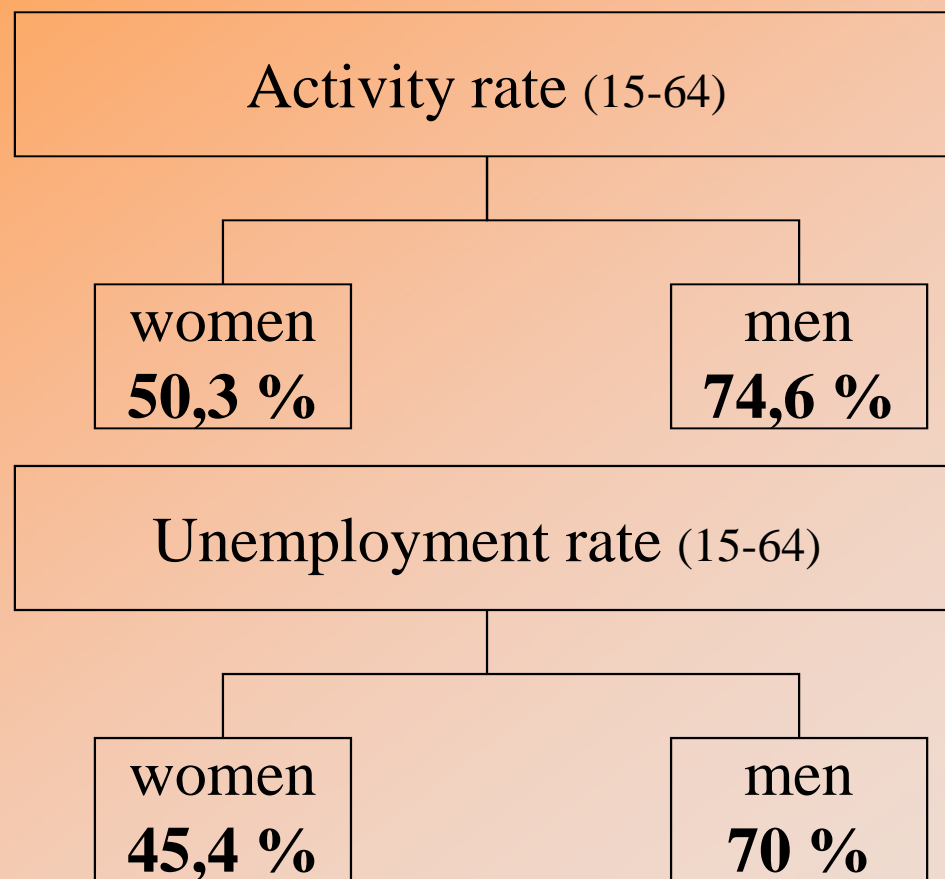 Activity rate (15-64)
women
50,3 %
men
74,6 %
Unemployment rate (15-64)
women
45,4 %
men
70 %